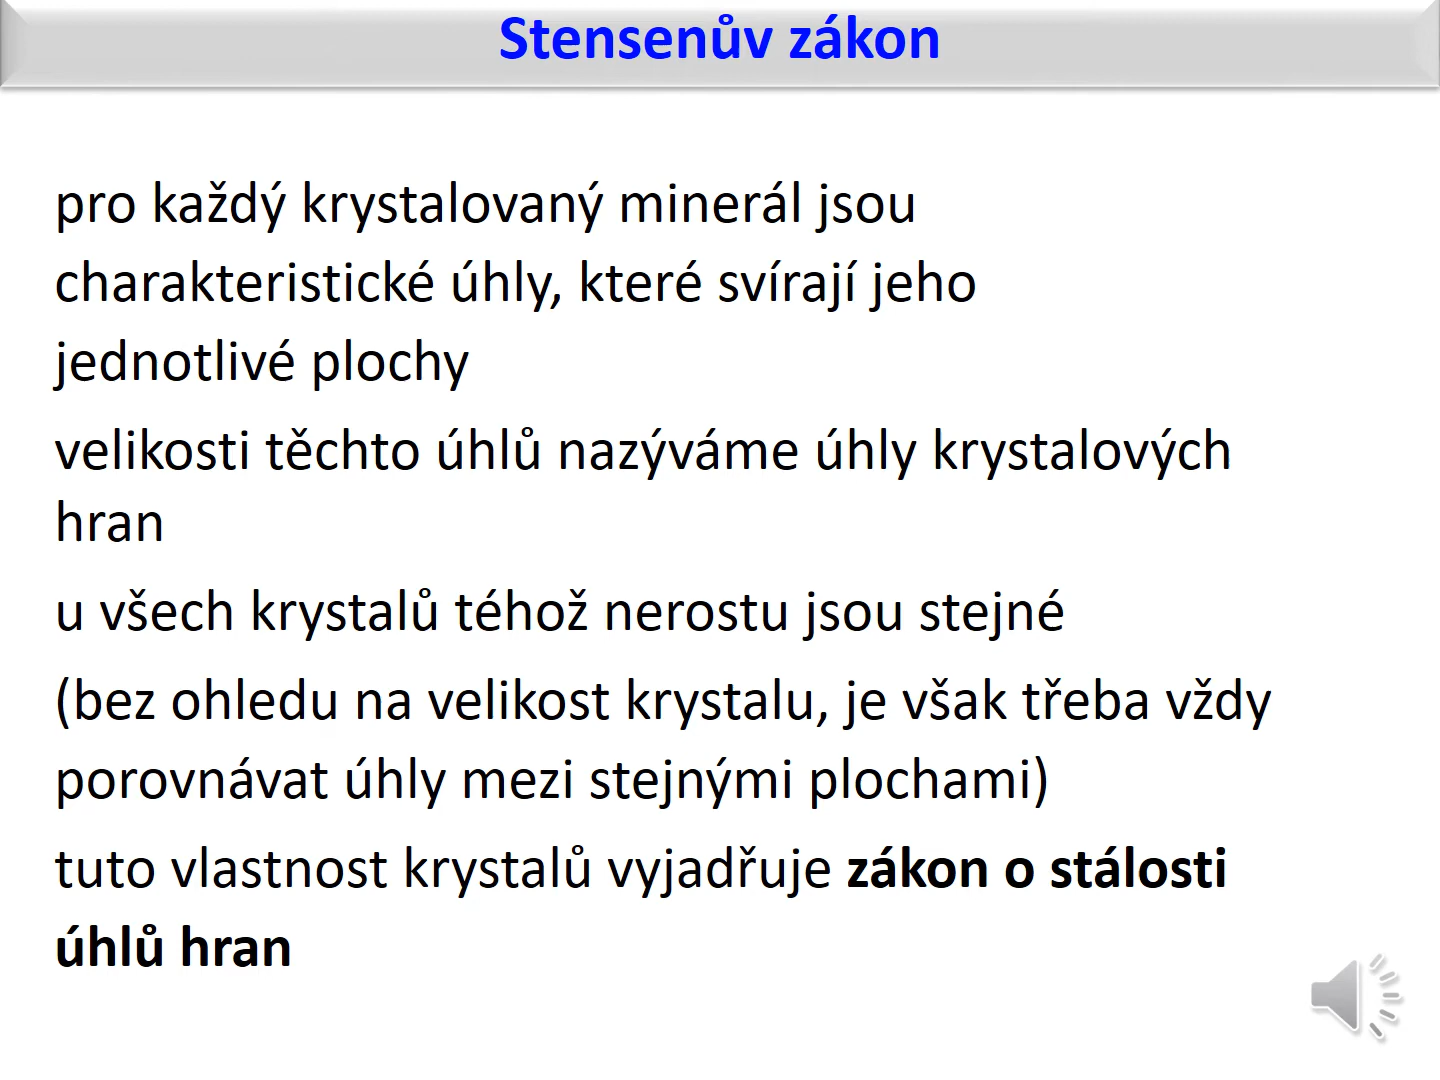 Stensenův zákon
pro každý krystalovaný minerál jsou
charakteristické úhly, které svírají jeho
jednotlivé plochy
velikosti těchto úhlů nazýváme úhly krystalových
hran
u všech krystalů téhož nerostu jsou stejné
(bez ohledu na velikost krystalu, je však třeba vždy
porovnávat úhly mezi stejnými plochami)
tuto vlastnost krystalů vyjadřuje zákon o stálosti
úhlů hran